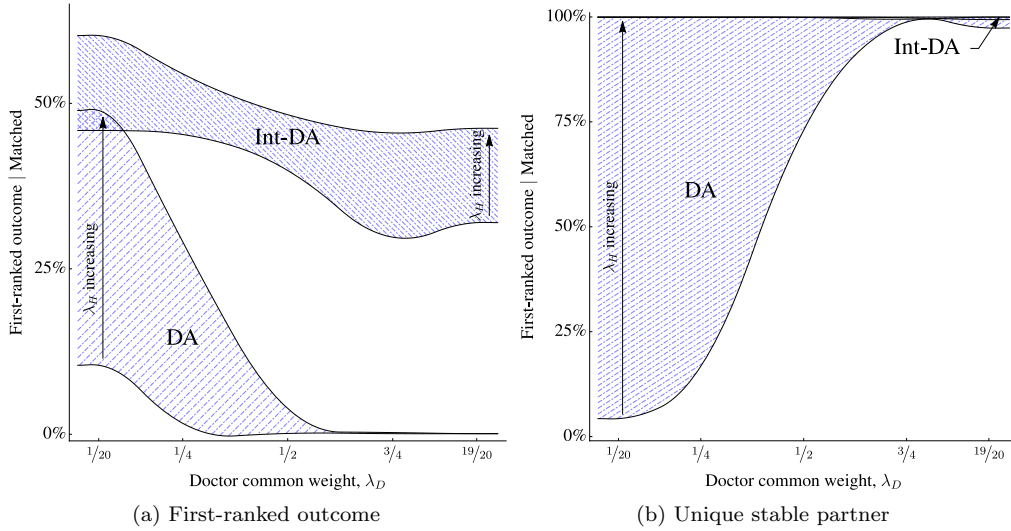 First-ranked outcome | Matched
50%
25%
0%
Int-DA
DA
λH increasing
λH increasing
1/20
1/4
1/2
3/4
19/20
Doctor common weight, λD
(a) First-ranked outcome
First-ranked outcome | Matched
100%
75%
50%
25%
0%
Int-DA
DA
λH increasing
1/20
1/4
1/2
3/4
19/20
Doctor common weight, λD
(b) Unique stable partner